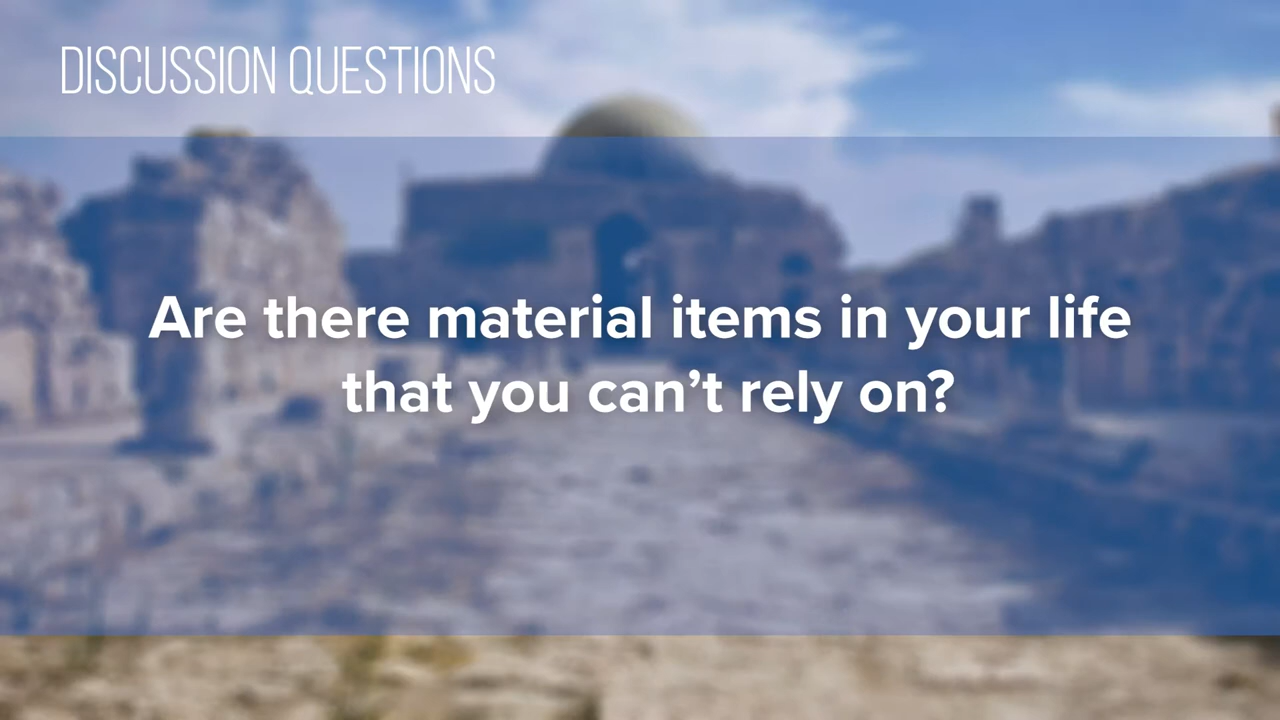 DISCUSSION QUESTIONS
Are there material items in your life
that you can’t rely on?